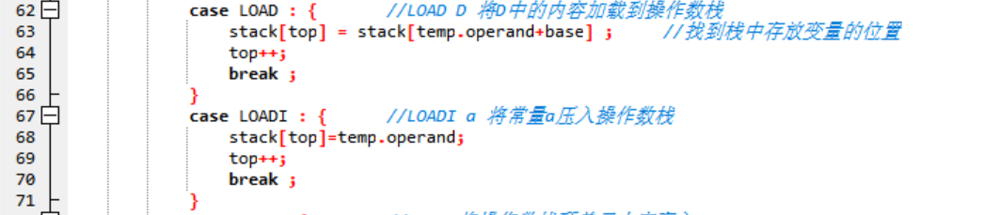 62 case LOAD : { //LOAD D 将D中的内容加载到操作数栈
63 stack[top] = stack[temp.operand+base] ; //找到栈中存放变量的位置
64 top++;
65 break ;
66 }
67 case LOADI : { //LOADI a 将常量a压入操作数栈
68 stack[top]=temp.operand;
69 top++;
70 break ;
71 }